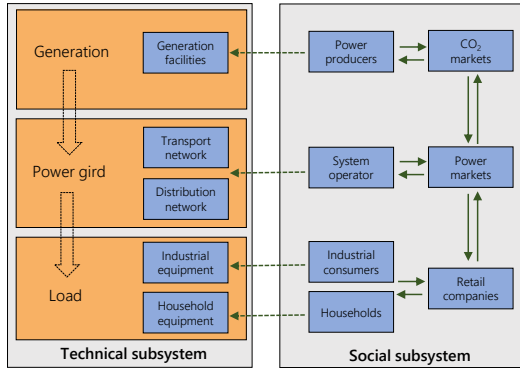 Generation
Generation
facilities
Power
producers
CO₂
markets
Power gird
Transport
network
Distribution
network
System
operator
Power
markets
Load
Industrial
equipment
Household
equipment
Industrial
consumers
Households
Retail
companies
Technical subsystem
Social subsystem